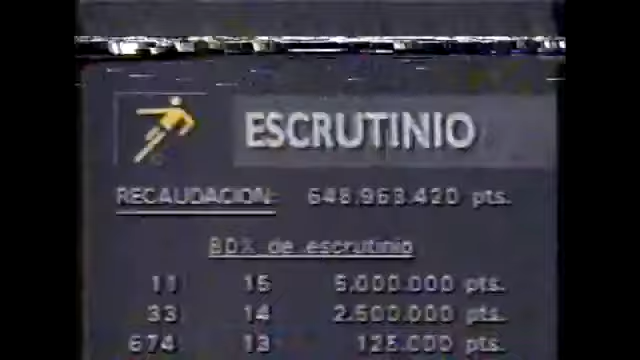 ESCRUTINIO
RECAUDACION: 648.963.420 pts.
80% de escrutinio
11 15 5.000.000 pts.
33 14 2.500.000 pts.
674 13 125.000 pts.